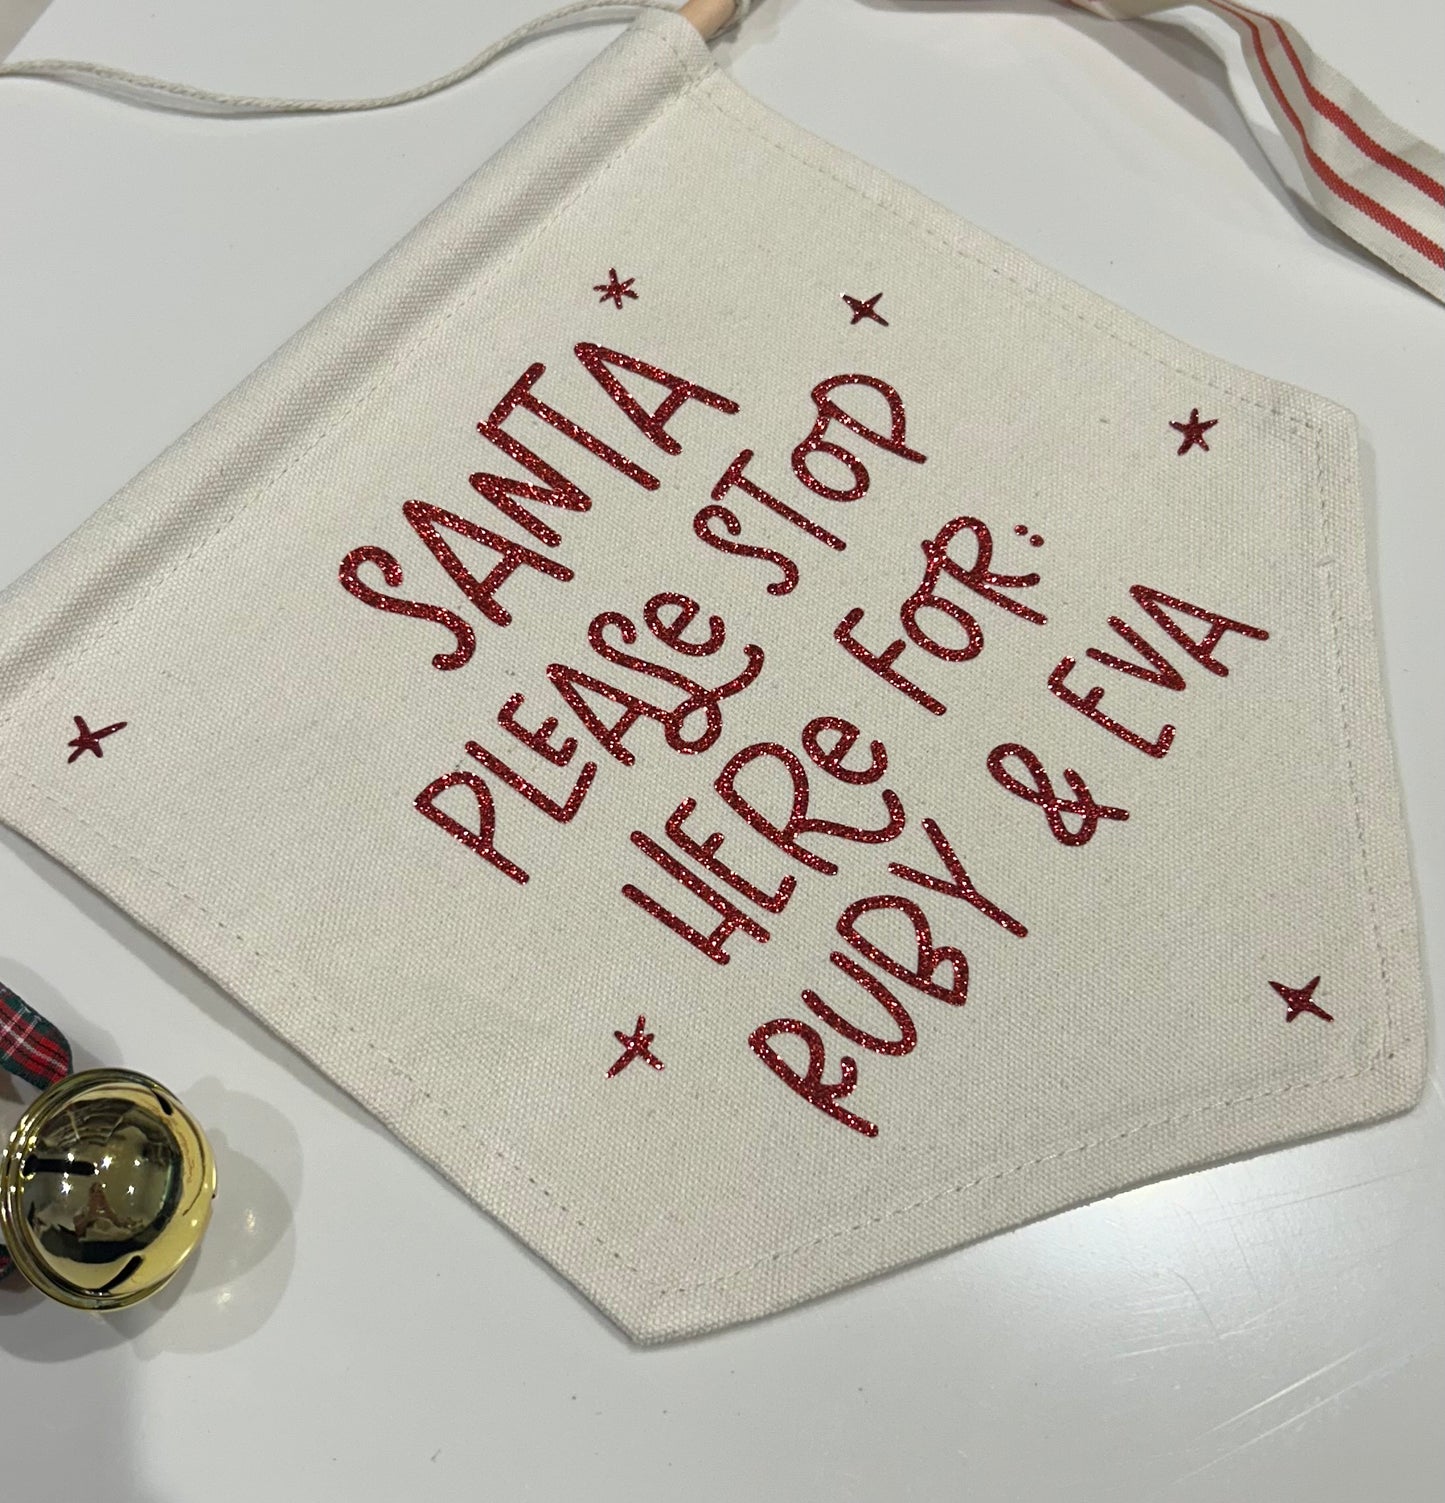 SANTA
PLEASe STOP
HERe FOR:
RUBY & EVA